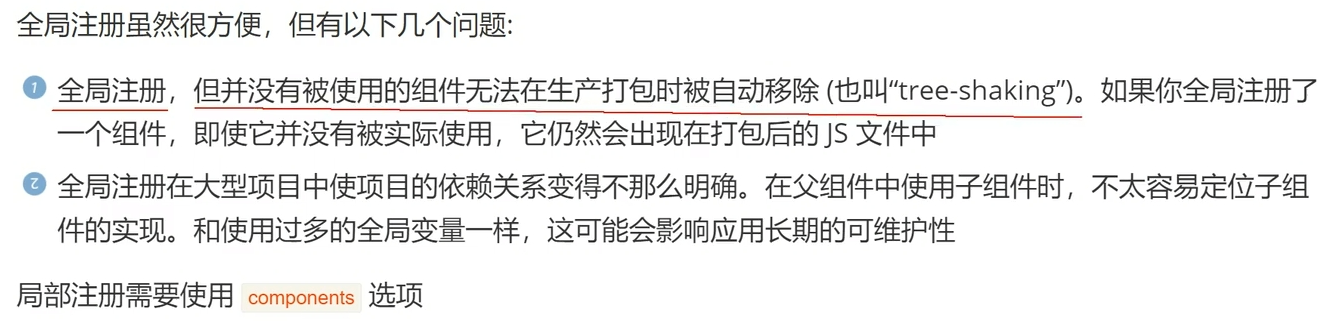 全局注册虽然很方便，但有以下几个问题:
1 全局注册，但并没有被使用的组件无法在生产打包时被自动移除 (也叫“tree-shaking”)。如果你全局注册了
一个组件，即使它并没有被实际使用，它仍然会出现在打包后的 JS 文件中
2 全局注册在大型项目中使项目的依赖关系变得不那么明确。在父组件中使用子组件时，不太容易定位子组
件的实现。和使用过多的全局变量一样，这可能会影响应用长期的可维护性
局部注册需要使用 components 选项